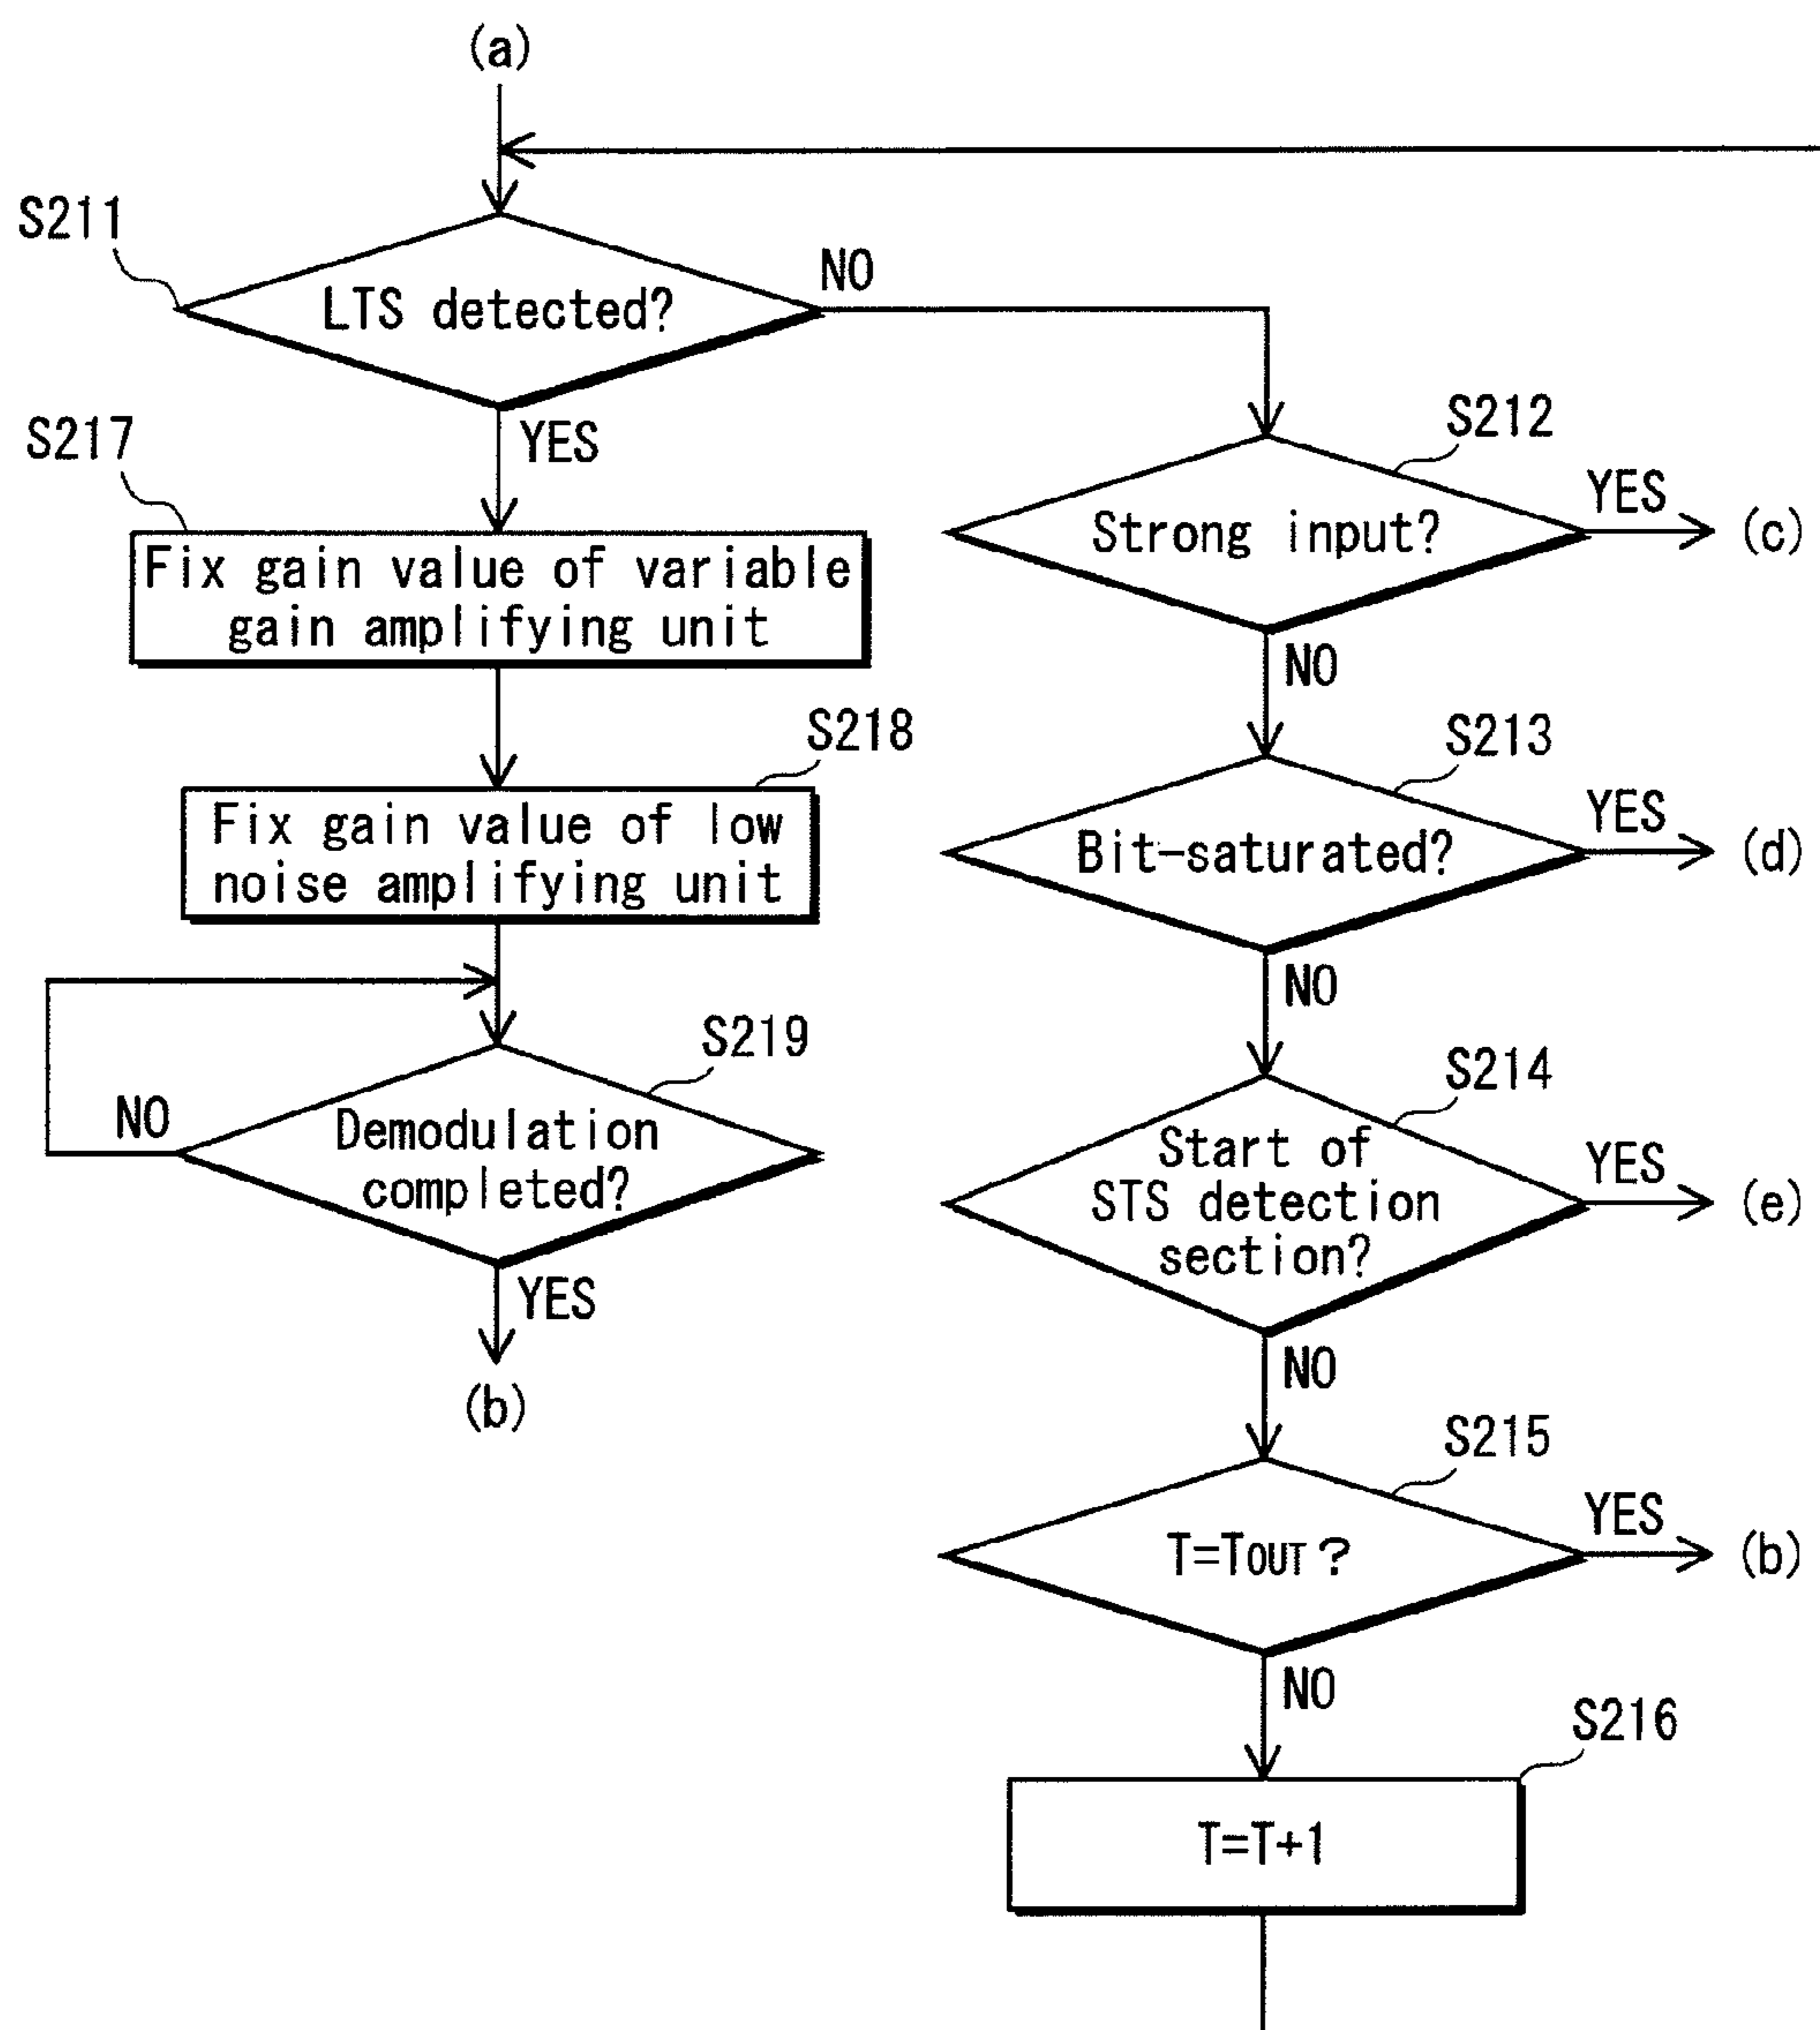 (a)
S211
LTS detected?
NO
YES
S217
Fix gain value of variable
gain amplifying unit
S218
Fix gain value of low
noise amplifying unit
S219
Demodulation
completed?
NO
YES
(b)
S212
Strong input?
YES
(c)
NO
S213
Bit-saturated?
YES
(d)
NO
S214
Start of
STS detection
section?
YES
(e)
NO
S215
T=TOUT?
YES
(b)
NO
S216
T=T+1